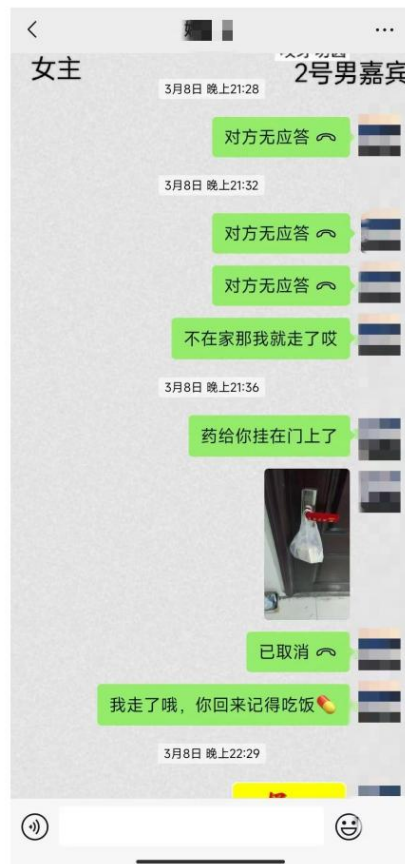 女主
2号男嘉宾
3月8日 晚上21:28
对方无应答
3月8日 晚上21:32
对方无应答
对方无应答
不在家那我就走了哎
3月8日 晚上21:36
药给你挂在门上了
已取消
我走了哦，你回来记得吃饭💊
3月8日 晚上22:29